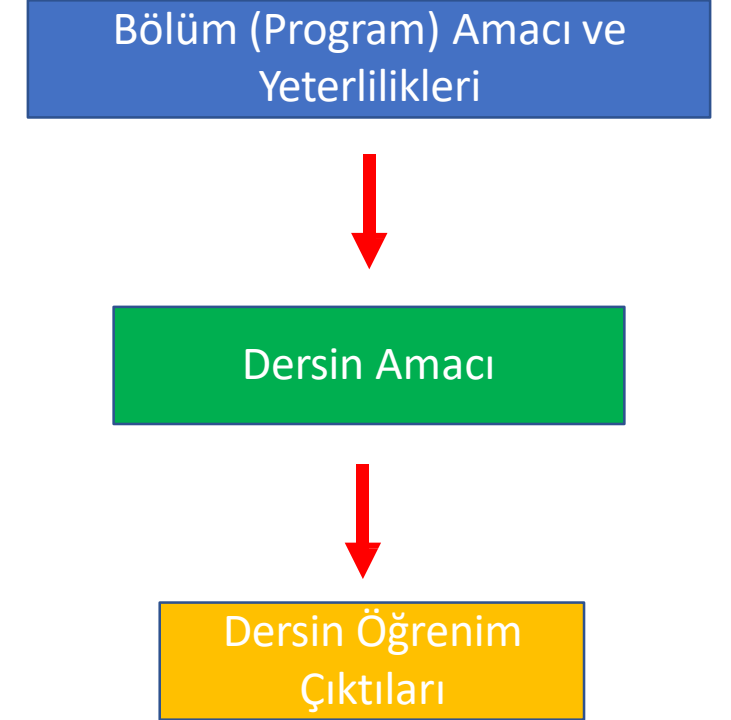 Bölüm (Program) Amacı ve
Yeterlilikleri
Dersin Amacı
Dersin Öğrenim
Çıktıları